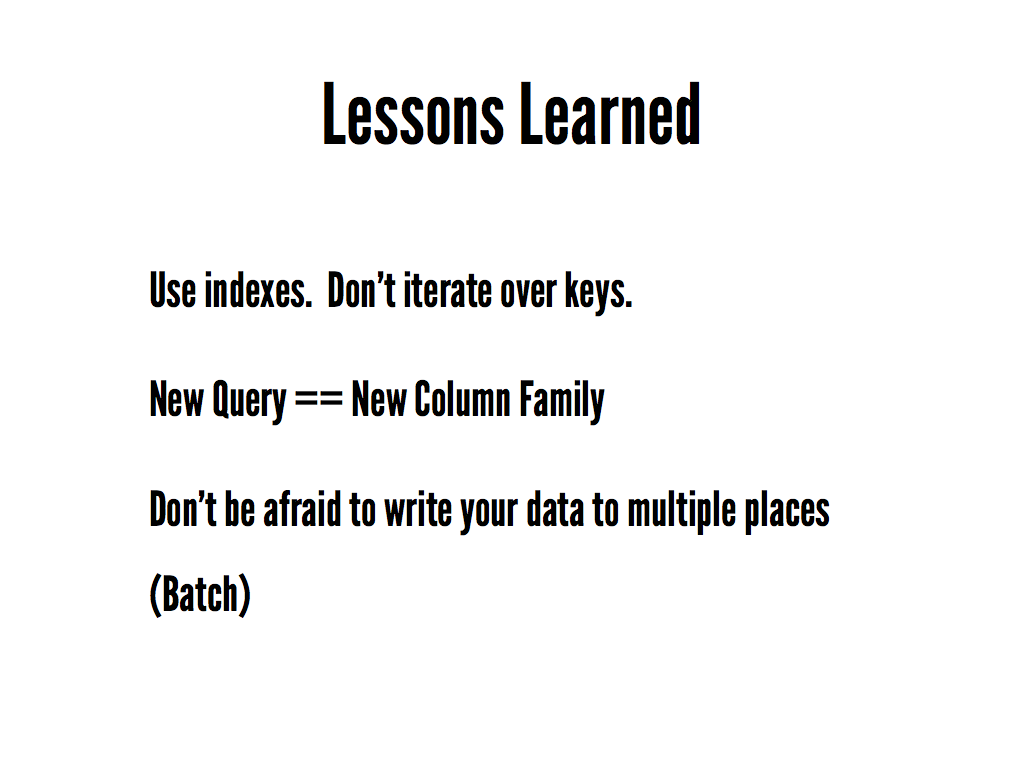 Lessons Learned
Use indexes.  Don’t iterate over keys.
New Query == New Column Family
Don’t be afraid to write your data to multiple places
(Batch)